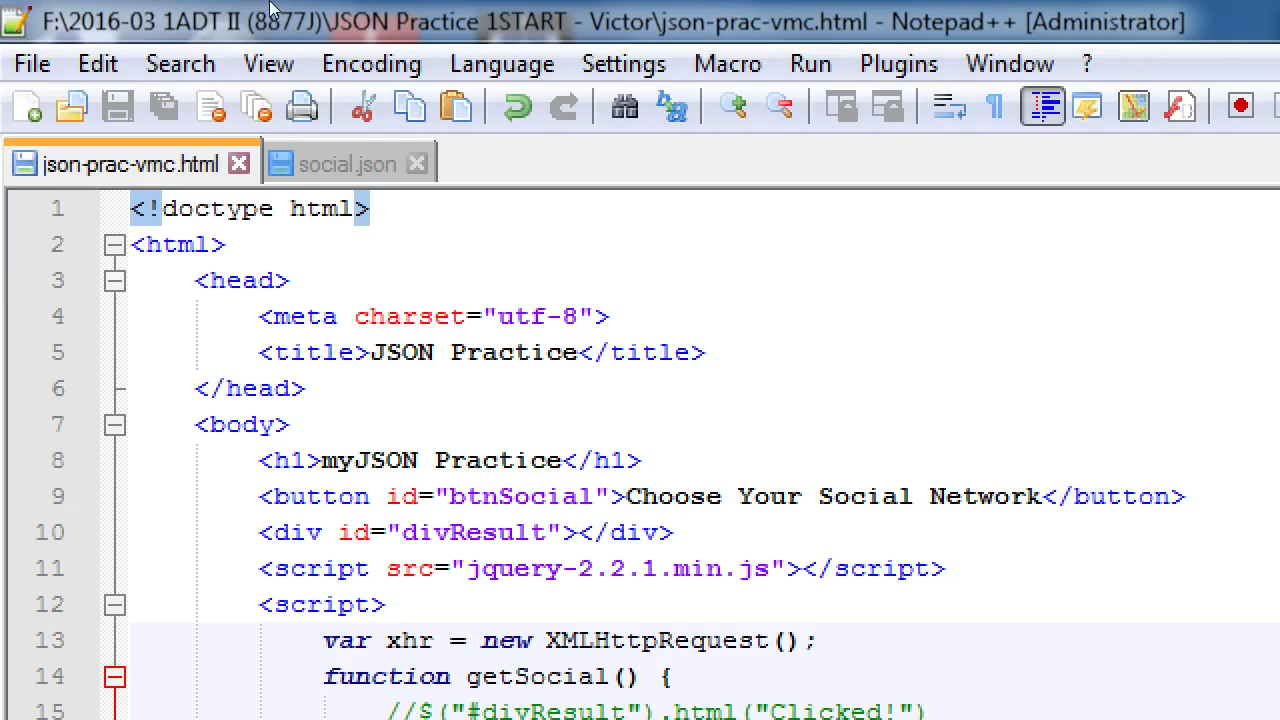 F:\2016-03 1ADT II (8877J)\JSON Practice 1START - Victor\json-prac-vmc.html - Notepad++ [Administrator]
File Edit Search View Encoding Language Settings Macro Run Plugins Window ?
json-prac-vmc.html social.json
1 <!doctype html>
2 <html>
3 <head>
4 <meta charset="utf-8">
5 <title>JSON Practice</title>
6 </head>
7 <body>
8 <h1>myJSON Practice</h1>
9 <button id="btnSocial">Choose Your Social Network</button>
10 <div id="divResult"></div>
11 <script src="jquery-2.2.1.min.js"></script>
12 <script>
13 var xhr = new XMLHttpRequest();
14 function getSocial() {
15 //$("#divResult").html("Clicked!")